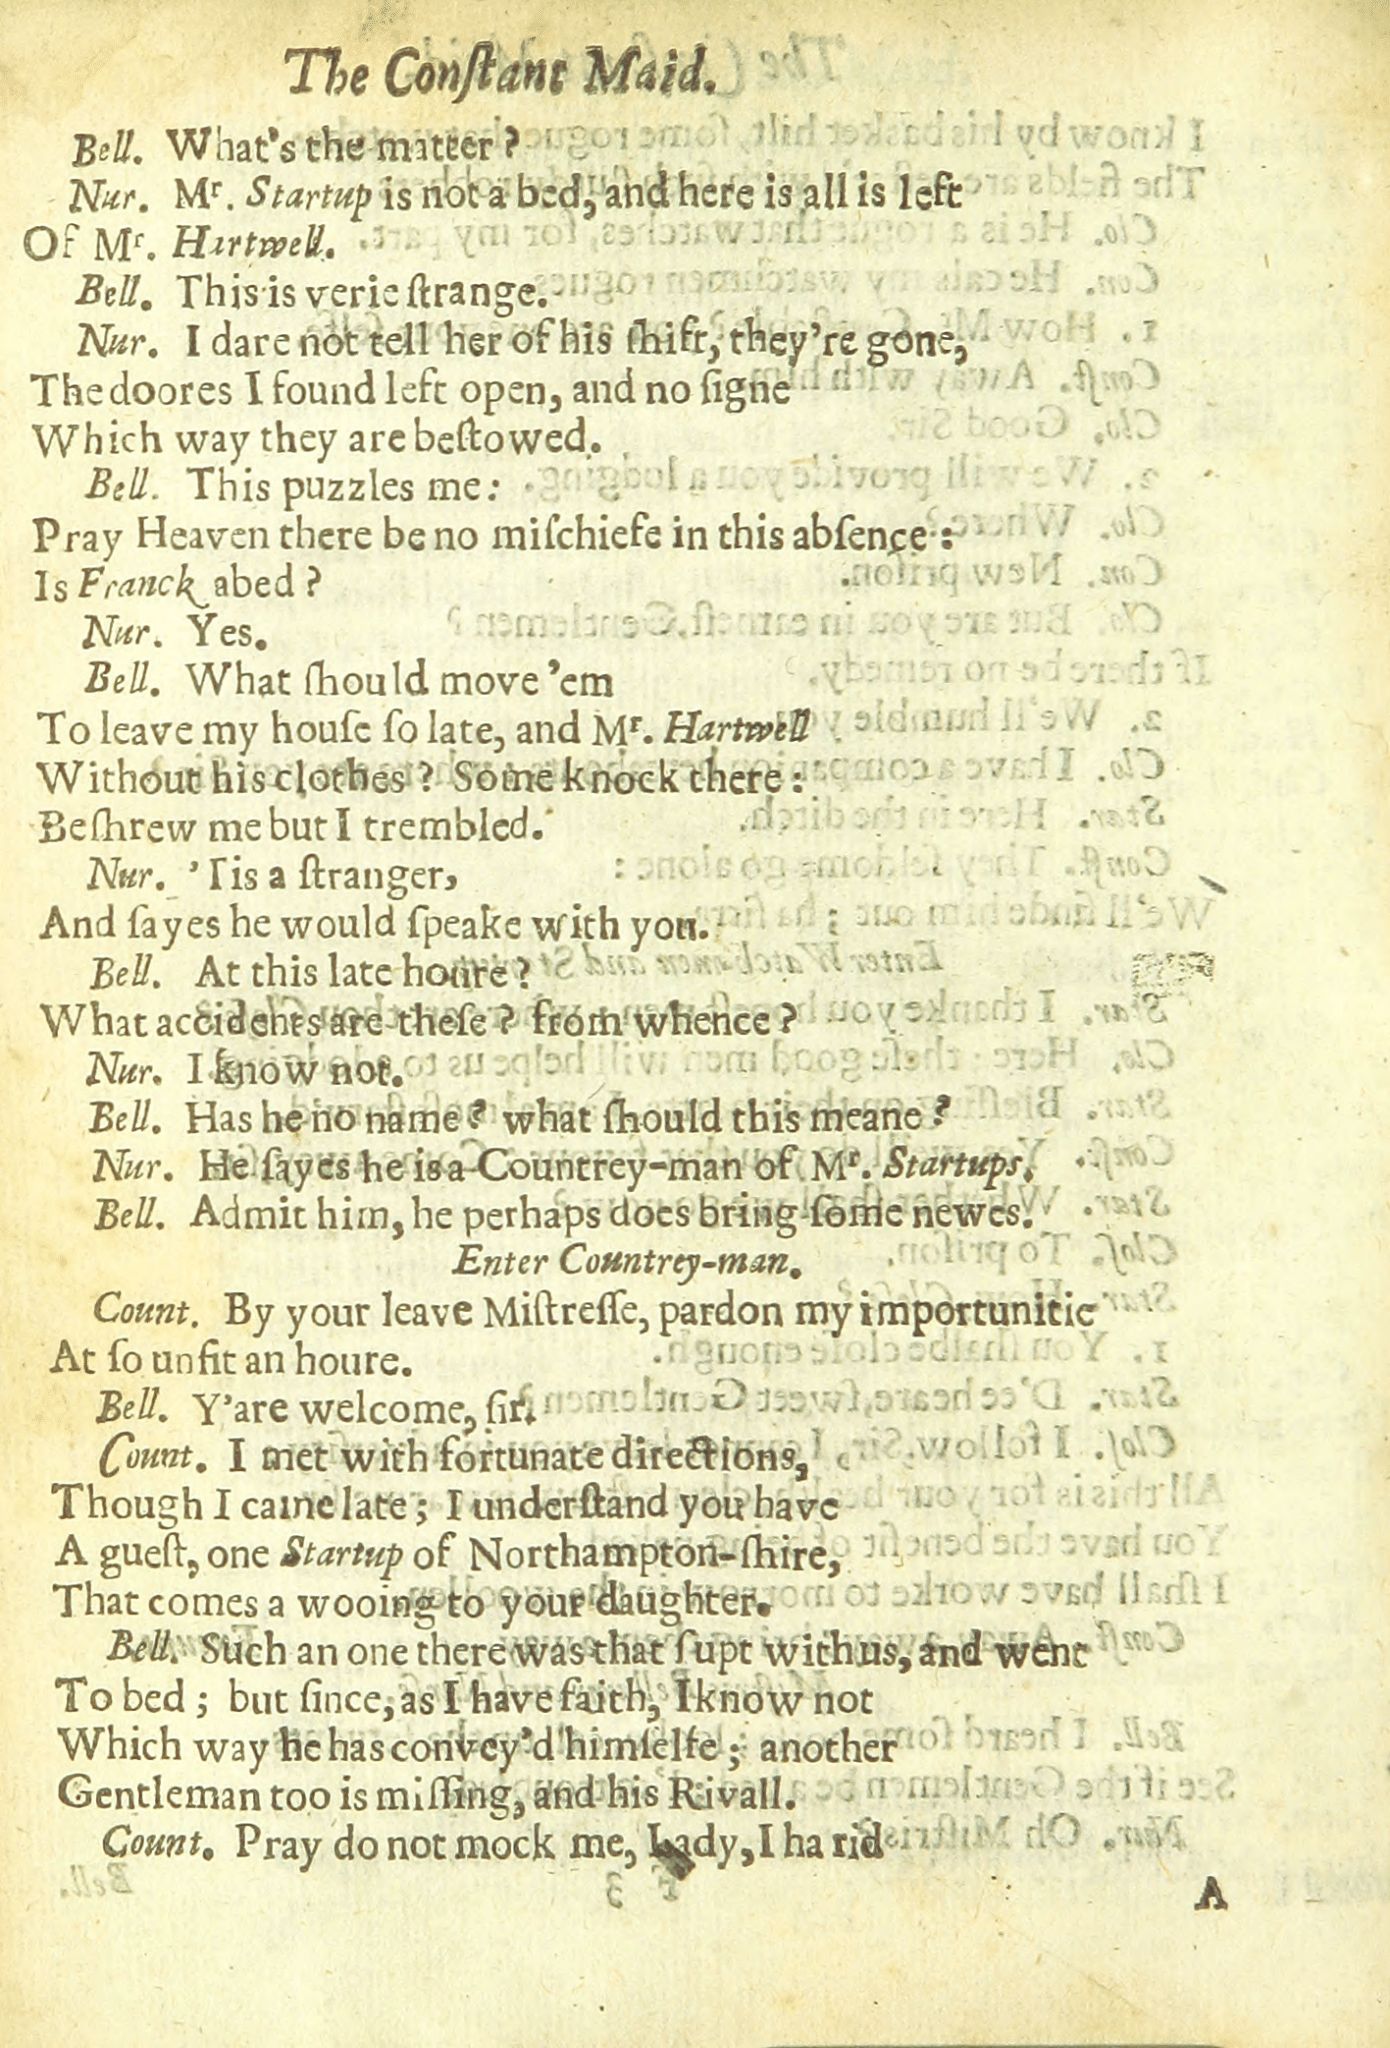 The Conſtant Maid.
Bell. What's the matter?
Nur. Mr. Startup is not a bed, and here is all is left
Of Mr. Hartwell.
Bell. This is verie ſtrange.
Nur. I dare not tell her of his ſhift, they're gone,
The doores I found left open, and no ſigne
Which way they are beſtowed.
Bell. This puzzles me:
Pray Heaven there be no miſchiefe in this abſence:
Is Franck abed?
Nur. Yes.
Bell. What ſhould move 'em
To leave my houſe ſo late, and Mr. Hartwell
Without his clothes? Some knock there:
Beſhrew me but I trembled.
Nur. 'Tis a ſtranger,
And ſayes he would ſpeake with you.
Bell. At this late houre?
What accidents are theſe? from whence?
Nur. I know not.
Bell. Has he no name? what ſhould this meane?
Nur. He ſayes he is a Countrey-man of Mr. Startups.
Bell. Admit him, he perhaps does bring ſome newes.
Enter Countrey-man.
Count. By your leave Miſtreſſe, pardon my importunitie
At ſo unfit an houre.
Bell. Y'are welcome, ſir.
Count. I met with fortunate directions,
Though I came late; I underſtand you have
A gueſt, one Startup of Northampton-ſhire,
That comes a wooing to your daughter.
Bell. Such an one there was that ſupt with us, and went
To bed; but ſince, as I have faith, I know not
Which way he has convey'd himſelfe; another
Gentleman too is miſſing, and his Rivall.
Count. Pray do not mock me, Lady, I ha rid
A